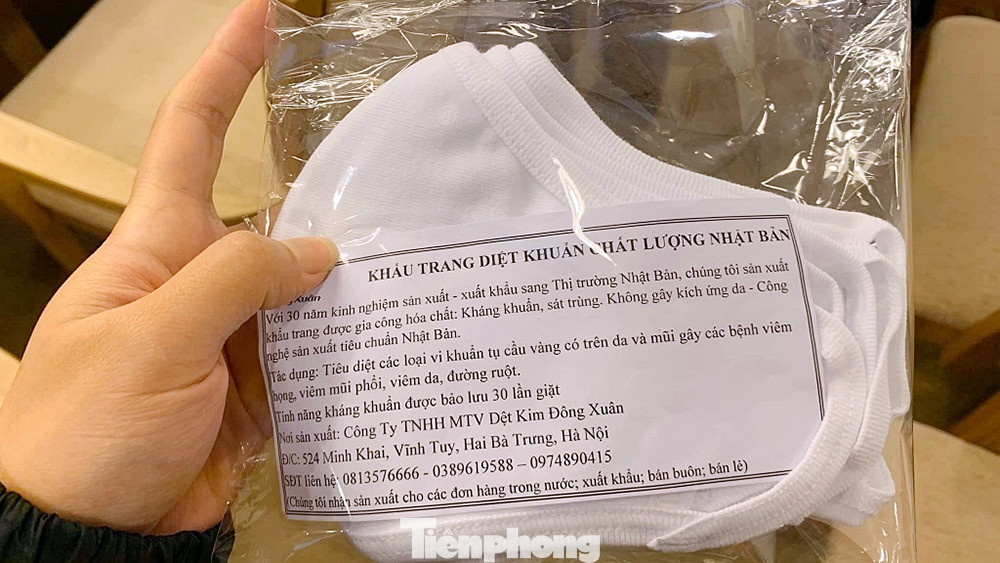 KHẨU TRANG DIỆT KHUẨN CHẤT LƯỢNG NHẬT BẢN
Xuân
Với 30 năm kinh nghiệm sản xuất - xuất khẩu sang Thị trường Nhật Bản, chúng tôi sản xuất
khẩu trang được gia công hóa chất: Kháng khuẩn, sát trùng. Không gây kích ứng da - Công
nghệ sản xuất tiêu chuẩn Nhật Bản.
Tác dụng: Tiêu diệt các loại vi khuẩn tụ cầu vàng có trên da và mũi gây các bệnh viêm
họng, viêm mũi phổi, viêm da, đường ruột.
Tính năng kháng khuẩn được bảo lưu 30 lần giặt
Nơi sản xuất: Công Ty TNHH MTV Dệt Kim Đông Xuân
Đ/C: 524 Minh Khai, Vĩnh Tuy, Hai Bà Trưng, Hà Nội
SĐT liên hệ: 0813576666 - 0389619588 – 0974890415
(Chúng tôi nhận sản xuất cho các đơn hàng trong nước; xuất khẩu; bán buôn; bán lẻ)
Tiênphong